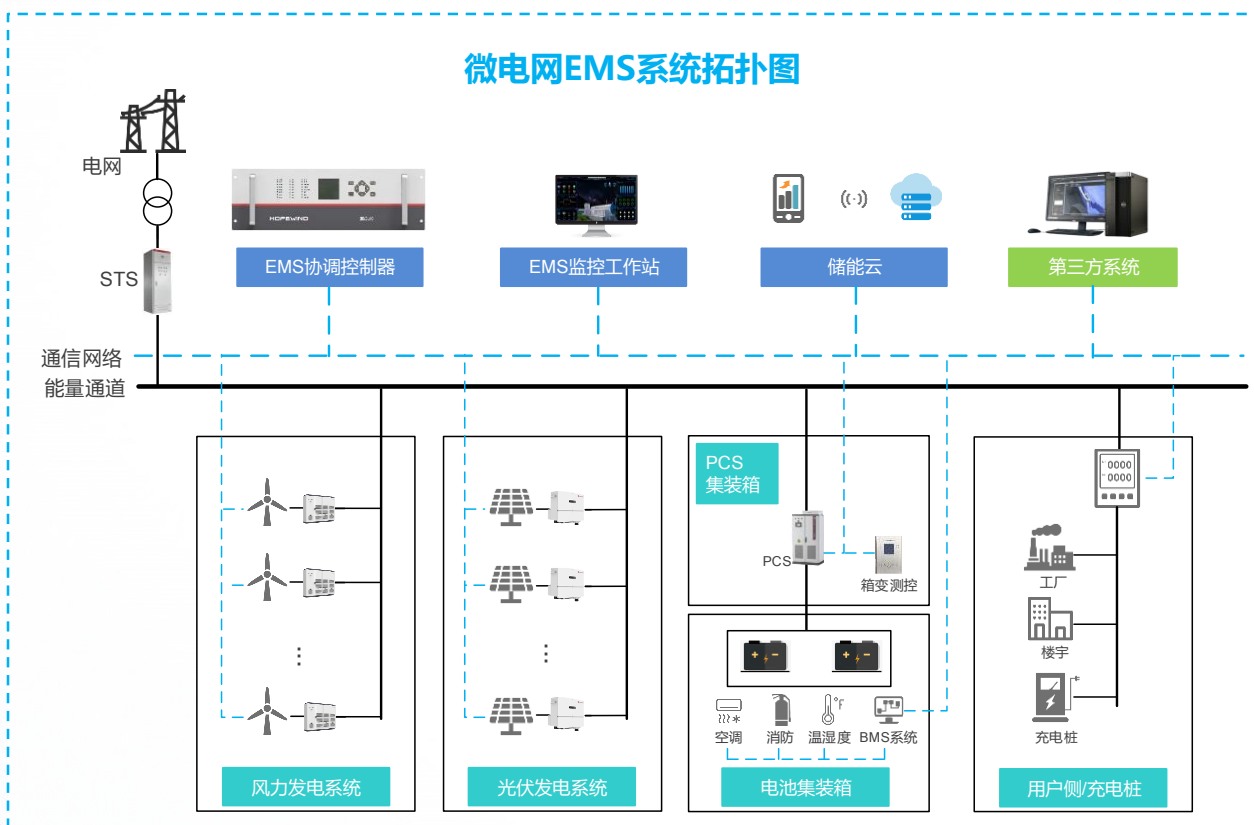 微电网EMS系统拓扑图
电网
STS
HOPEWIND
EMS协调控制器
EMS监控工作站
储能云
第三方系统
通信网络
能量通道
PCS
集装箱
0000
0000
PCS
箱变测控
工厂
楼宇
°F
空调
消防
温湿度
BMS系统
充电桩
风力发电系统
光伏发电系统
电池集装箱
用户侧/充电桩